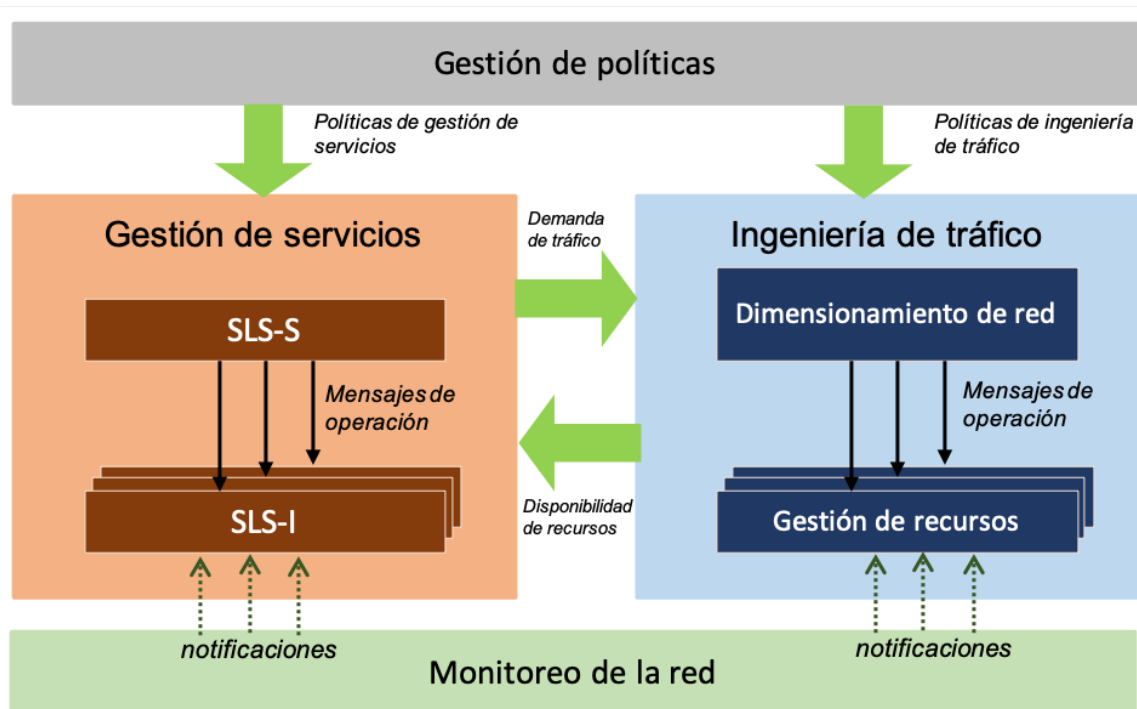 Gestión de políticas
Políticas de gestión de
servicios
Políticas de ingeniería
de tráfico
Gestión de servicios
Demanda
de tráfico
Ingeniería de tráfico
SLS-S
Dimensionamiento de red
Mensajes de
operación
Mensajes de
operación
SLS-I
Disponibilidad
de recursos
Gestión de recursos
notificaciones
notificaciones
Monitoreo de la red